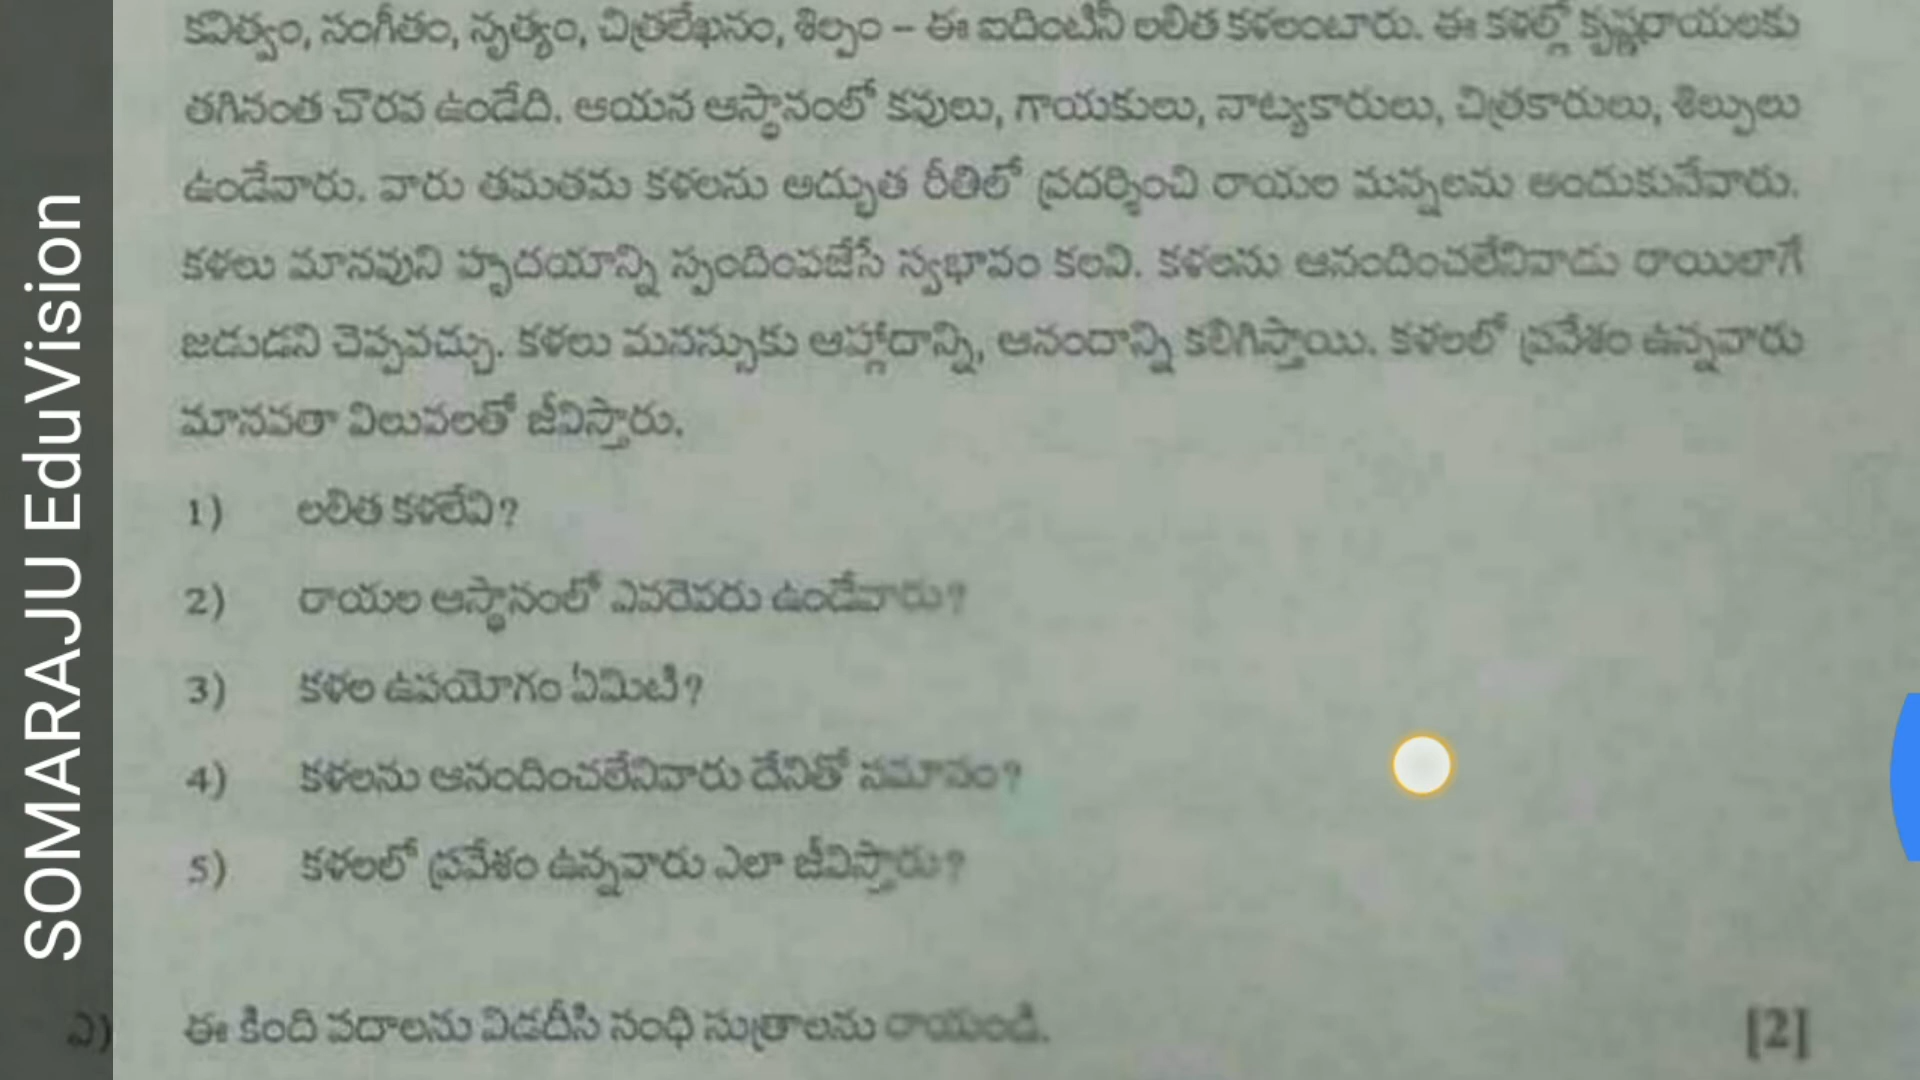 కవిత్వం, సంగీతం, నృత్యం, చిత్రలేఖనం, శిల్పం – ఈ ఐదింటినీ లలిత కళలంటారు. ఈ కళల్లో కృష్ణరాయలకు
తగినంత చొరవ ఉండేది. ఆయన ఆస్థానంలో కవులు, గాయకులు, నాట్యకారులు, చిత్రకారులు, శిల్పులు
ఉండేవారు. వారు తమతమ కళలను అద్భుత రీతిలో ప్రదర్శించి రాయల మన్నలను అందుకునేవారు.
కళలు మానవుని హృదయాన్ని స్పందింపజేసే స్వభావం కలవి. కళలను ఆనందించలేనివాడు రాయిలాగే
జడుడని చెప్పవచ్చు. కళలు మనస్సుకు ఆహ్లాదాన్ని, ఆనందాన్ని కలిగిస్తాయి. కళలలో ప్రవేశం ఉన్నవారు
మానవతా విలువలతో జీవిస్తారు.
1) లలిత కళలేవి?
2) రాయల ఆస్థానంలో ఎవరెవరు ఉండేవారు?
3) కళల ఉపయోగం ఏమిటి?
4) కళలను ఆనందించలేనివారు దేనితో సమానం?
5) కళలలో ప్రవేశం ఉన్నవారు ఎలా జీవిస్తారు?
ఎ) ఈ కింది పదాలను విడదీసి సంధి సుత్రాలను రాయండి. [2]
SOMARAJU EduVision